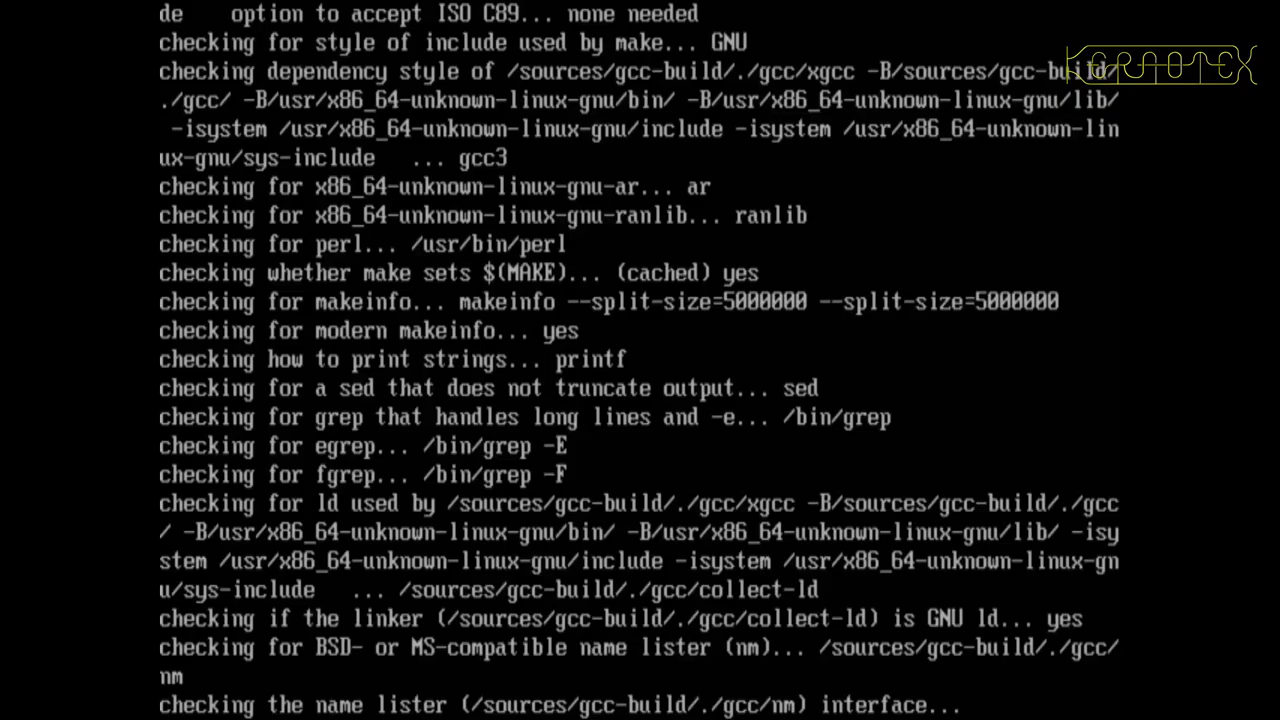 de    option to accept ISO C89... none needed
checking for style of include used by make... GNU
checking dependency style of /sources/gcc-build/./gcc/xgcc -B/sources/gcc-build/
./gcc/ -B/usr/x86_64-unknown-linux-gnu/bin/ -B/usr/x86_64-unknown-linux-gnu/lib/
 -isystem /usr/x86_64-unknown-linux-gnu/include -isystem /usr/x86_64-unknown-lin
ux-gnu/sys-include   ... gcc3
checking for x86_64-unknown-linux-gnu-ar... ar
checking for x86_64-unknown-linux-gnu-ranlib... ranlib
checking for perl... /usr/bin/perl
checking whether make sets $(MAKE)... (cached) yes
checking for makeinfo... makeinfo --split-size=5000000 --split-size=5000000
checking for modern makeinfo... yes
checking how to print strings... printf
checking for a sed that does not truncate output... sed
checking for grep that handles long lines and -e... /bin/grep
checking for egrep... /bin/grep -E
checking for fgrep... /bin/grep -F
checking for ld used by /sources/gcc-build/./gcc/xgcc -B/sources/gcc-build/./gcc
/ -B/usr/x86_64-unknown-linux-gnu/bin/ -B/usr/x86_64-unknown-linux-gnu/lib/ -isy
stem /usr/x86_64-unknown-linux-gnu/include -isystem /usr/x86_64-unknown-linux-gn
u/sys-include   ... /sources/gcc-build/./gcc/collect-ld
checking if the linker (/sources/gcc-build/./gcc/collect-ld) is GNU ld... yes
checking for BSD- or MS-compatible name lister (nm)... /sources/gcc-build/./gcc/
nm
checking the name lister (/sources/gcc-build/./gcc/nm) interface...